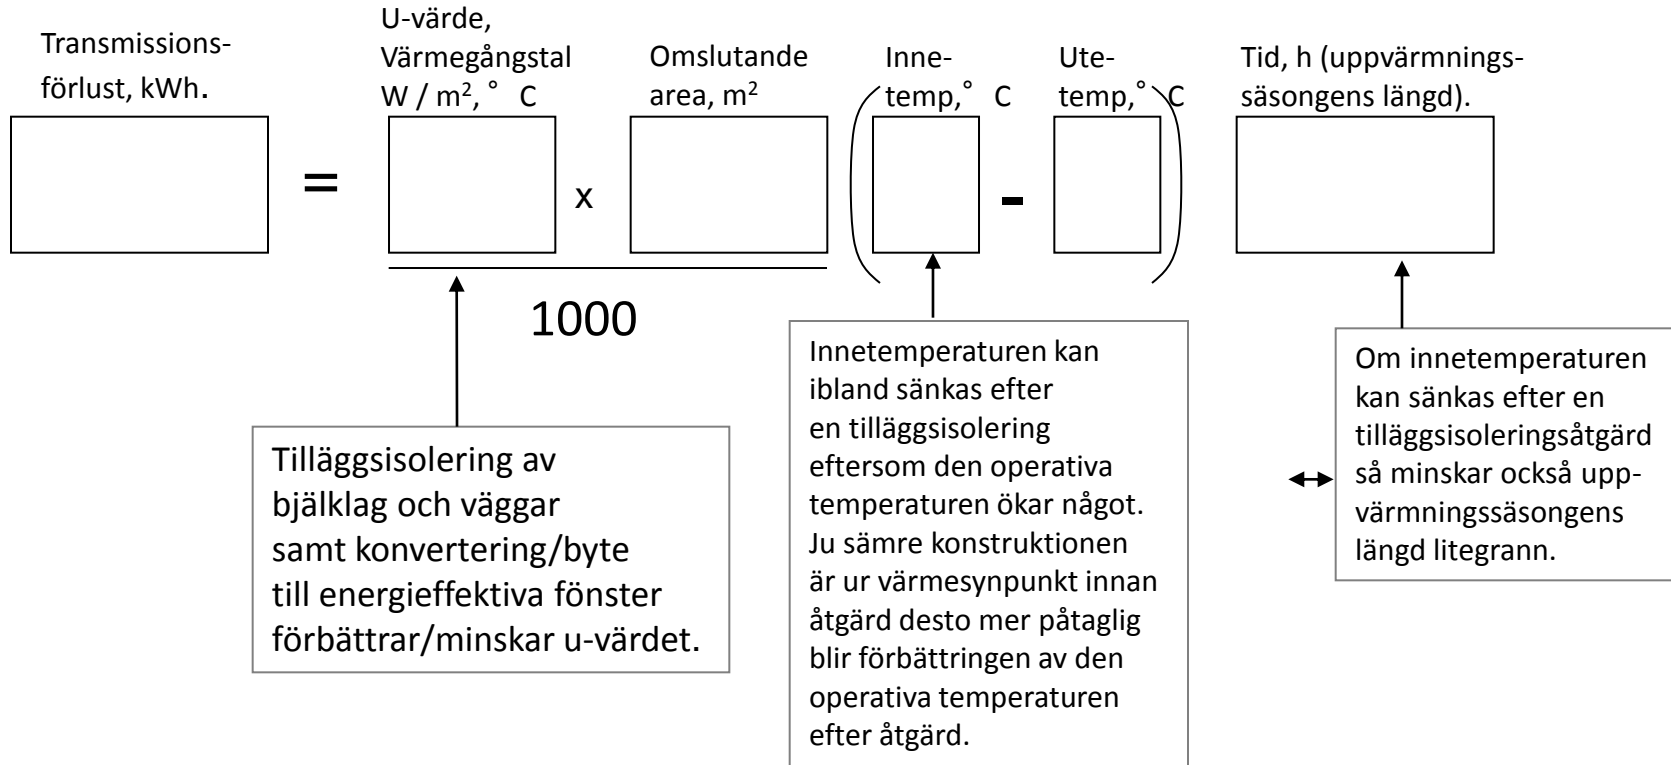 Transmissions-
förlust, kWh.
U-värde,
Värmegångstal
W / m², ° C
Omslutande
area, m²
Inne-
temp,° C
Ute-
temp,° C
Tid, h (uppvärmnings-
säsongens längd).
=
x
( - )
1000
Tilläggsisolering av
bjälklag och väggar
samt konvertering/byte
till energieffektiva fönster
förbättrar/minskar u-värdet.
Innetemperaturen kan
ibland sänkas efter
en tilläggsisolering
eftersom den operativa
temperaturen ökar något.
Ju sämre konstruktionen
är ur värmesynpunkt innan
åtgärd desto mer påtaglig
blir förbättringen av den
operativa temperaturen
efter åtgärd.
Om innetemperaturen
kan sänkas efter en
tilläggsisoleringsåtgärd
så minskar också upp-
värmningssäsongens
längd litegrann.